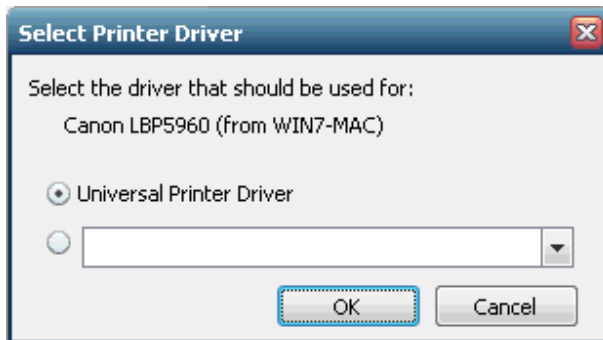 Select Printer Driver
Select the driver that should be used for:
Canon LBP5960 (from WIN7-MAC)
Universal Printer Driver
OK Cancel